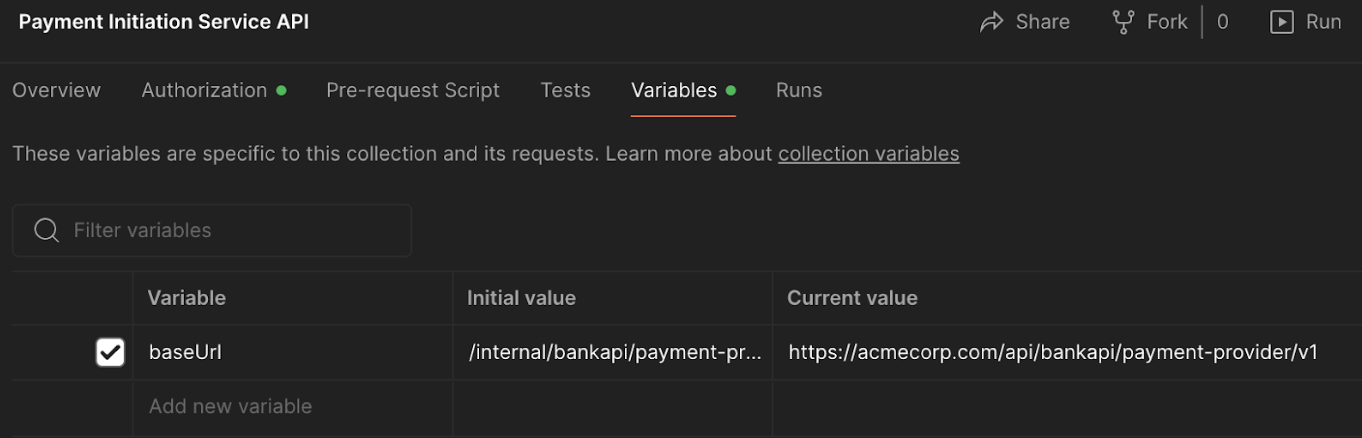 Payment Initiation Service API
Share Fork 0 Run
Overview Authorization Pre-request Script Tests Variables Runs
These variables are specific to this collection and its requests. Learn more about collection variables
Filter variables
Variable Initial value Current value
baseUrl /internal/bankapi/payment-pr... https://acmecorp.com/api/bankapi/payment-provider/v1
Add new variable